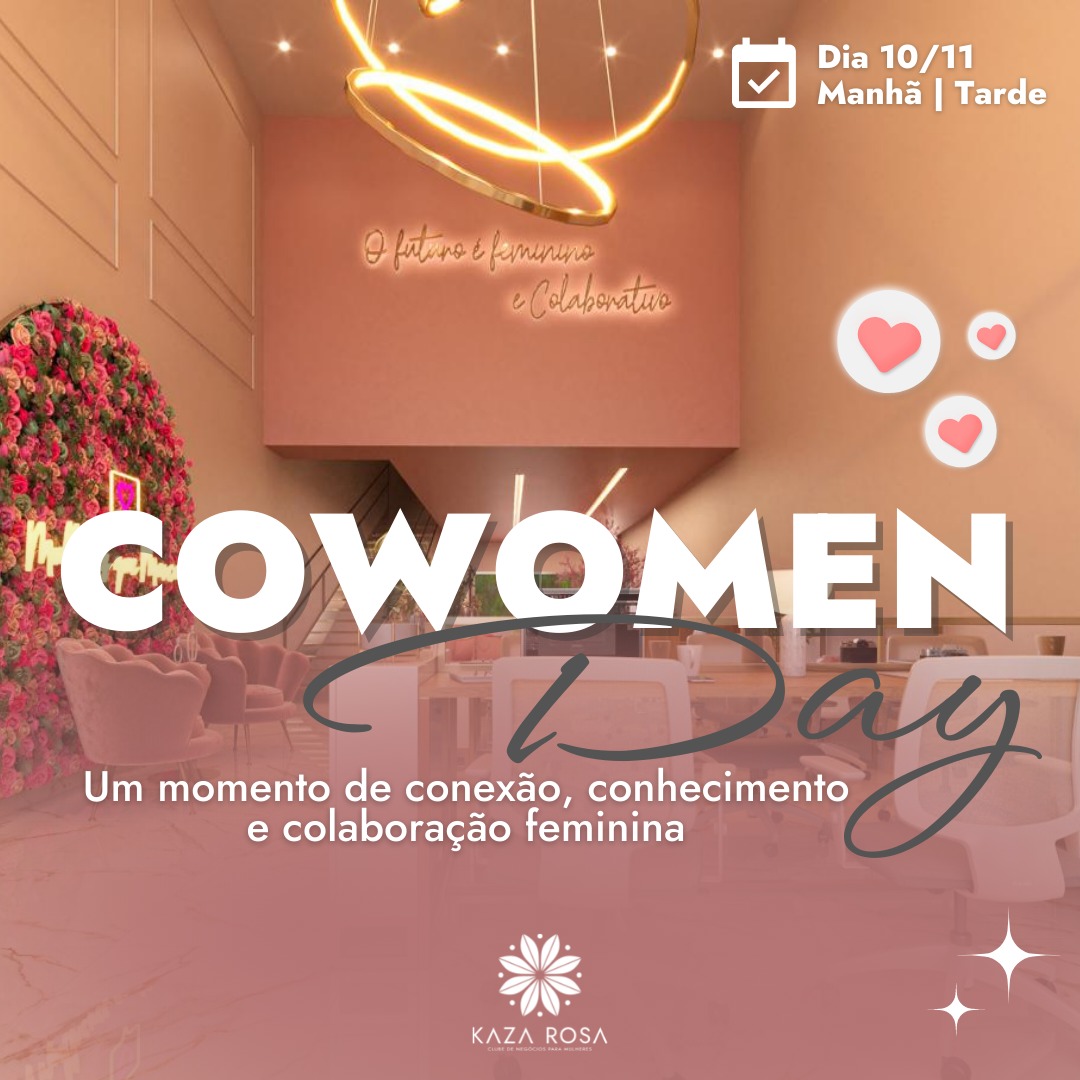 Dia 10/11
Manhã | Tarde
O futuro é feminino
e Colaborativo
COWOMEN
Day
Um momento de conexão, conhecimento
e colaboração feminina
KAZA ROSA
CLUBE DE NEGÓCIOS PARA MULHERES